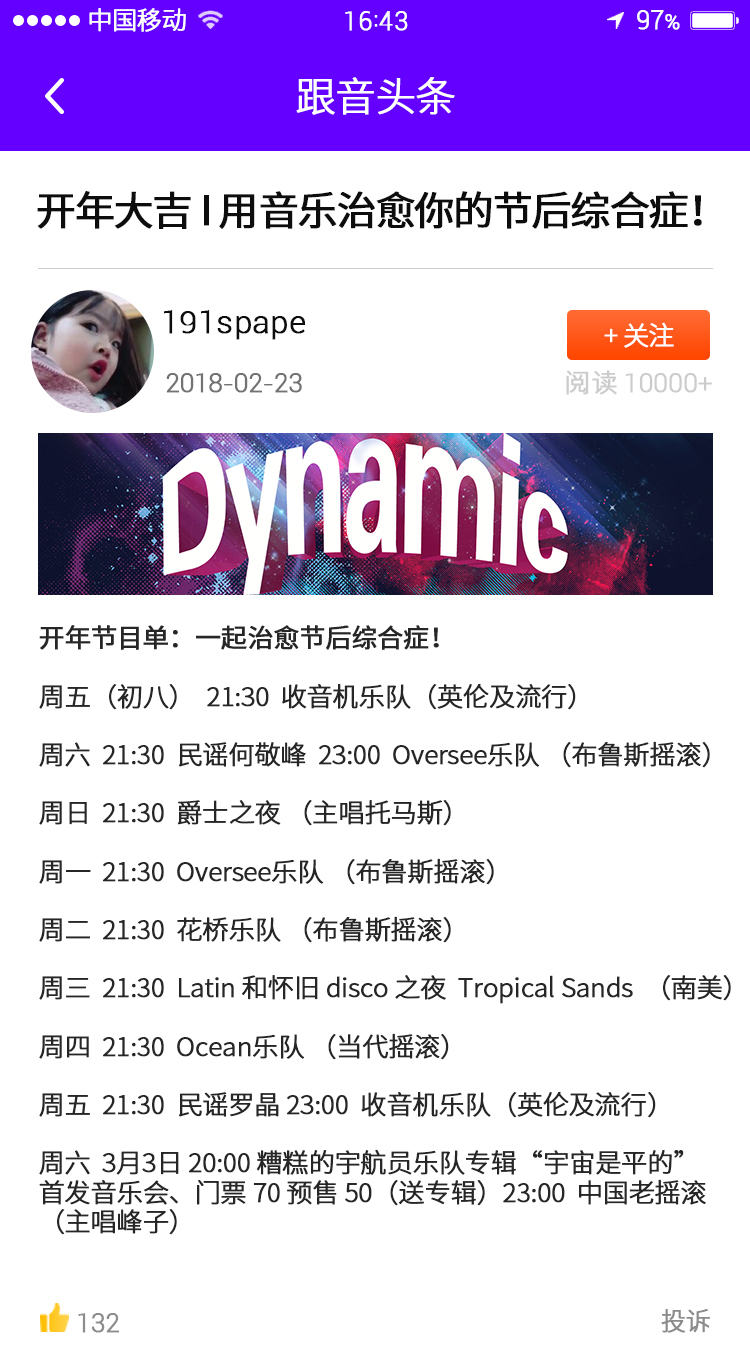 中国移动 16:43 97%
跟音头条
开年大吉 I 用音乐治愈你的节后综合症！
191spape
+ 关注
2018-02-23
阅读 10000+
Dynamic
开年节目单：一起治愈节后综合症！
周五（初八） 21:30 收音机乐队（英伦及流行）
周六 21:30 民谣何敬峰 23:00 Oversee乐队 （布鲁斯摇滚）
周日 21:30 爵士之夜 （主唱托马斯）
周一 21:30 Oversee乐队 （布鲁斯摇滚）
周二 21:30 花桥乐队 （布鲁斯摇滚）
周三 21:30 Latin 和怀旧 disco 之夜 Tropical Sands （南美）
周四 21:30 Ocean乐队 （当代摇滚）
周五 21:30 民谣罗晶 23:00 收音机乐队（英伦及流行）
周六 3月3日 20:00 糟糕的宇航员乐队专辑“宇宙是平的”
首发音乐会、门票 70 预售 50（送专辑）23:00 中国老摇滚
（主唱峰子）
132
投诉